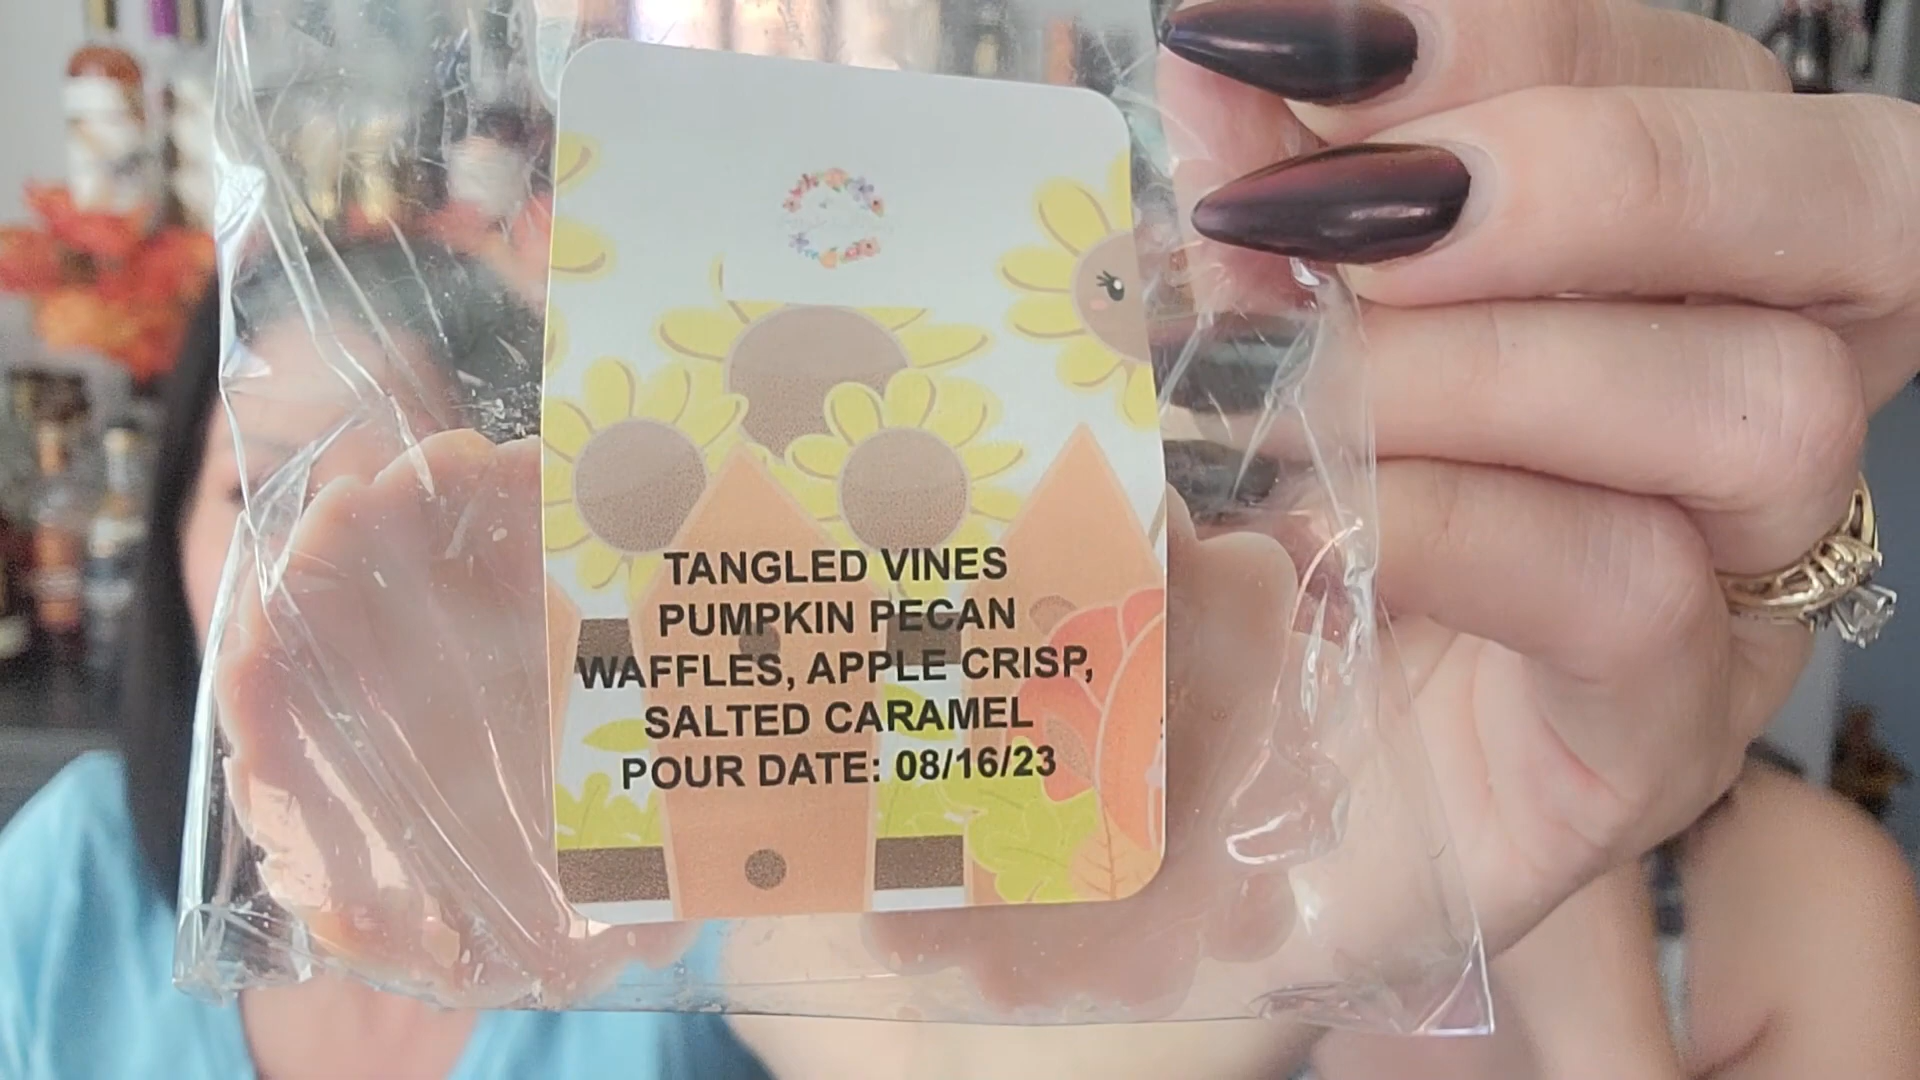 TANGLED VINES
PUMPKIN PECAN
WAFFLES, APPLE CRISP,
SALTED CARAMEL
POUR DATE: 08/16/23